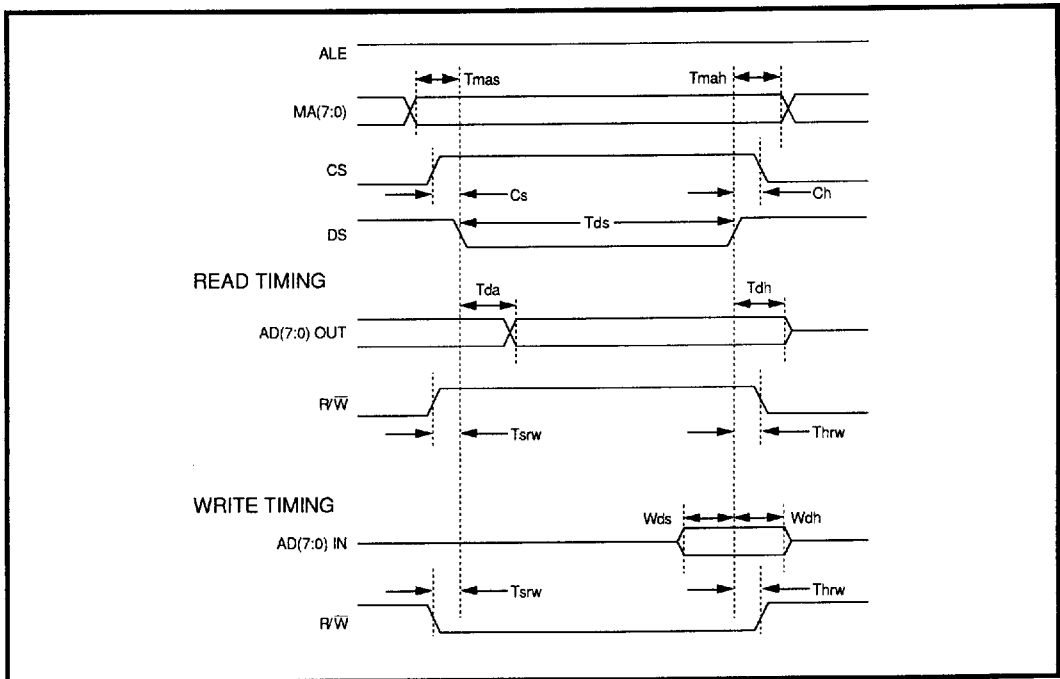 ALE
Tmas Tmah
MA(7:0)
CS
Cs Ch
Tds
DS
READ TIMING
Tda Tdh
AD(7:0) OUT
R/W̅
Tsrw Thrw
WRITE TIMING
Wds Wdh
AD(7:0) IN
Tsrw Thrw
R/W̅